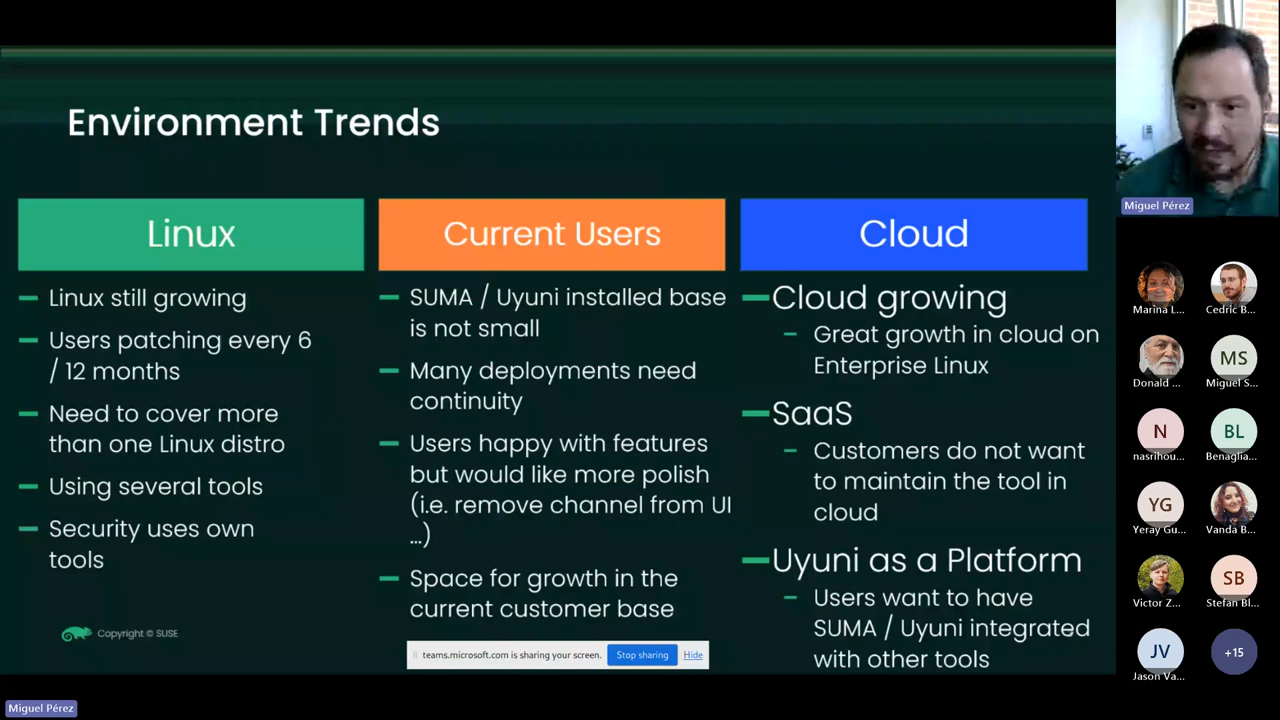 Environment Trends
Linux
Linux still growing
Users patching every 6
/ 12 months
Need to cover more
than one Linux distro
Using several tools
Security uses own
tools
Current Users
SUMA / Uyuni installed base
is not small
Many deployments need
continuity
Users happy with features
but would like more polish
(i.e. remove channel from UI
...)
Space for growth in the
current customer base
Cloud
Cloud growing
Great growth in cloud on
Enterprise Linux
SaaS
Customers do not want
to maintain the tool in
cloud
Uyuni as a Platform
Users want to have
SUMA / Uyuni integrated
with other tools
Copyright © SUSE
teams.microsoft.com is sharing your screen.
Stop sharing
Hide
Miguel Pérez
Miguel Pérez
Marina L...
Cedric B...
Donald ...
MS
Miguel S...
N
nasrihou...
BL
Benaglia...
YG
Yeray Gu...
Vanda B...
Victor Z...
SB
Stefan Bl...
JV
Jason Va...
+15